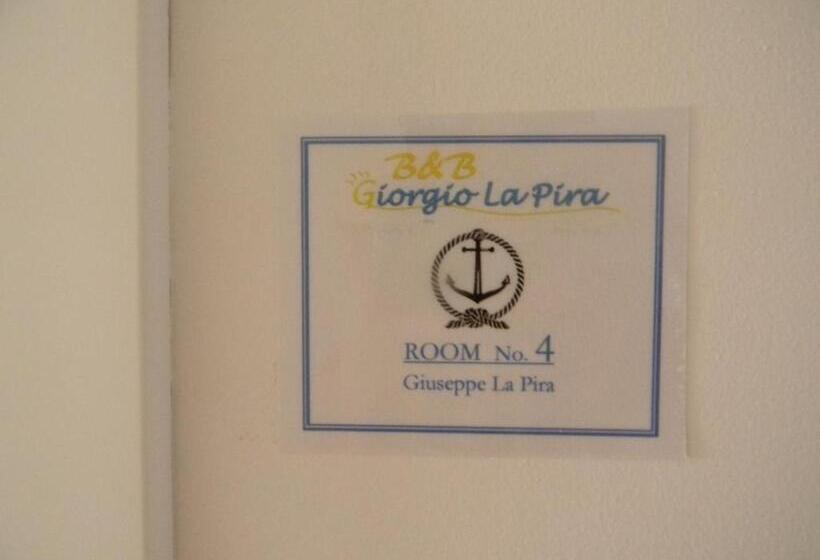 B&B
Giorgio La Pira
ROOM No. 4
Giuseppe La Pira